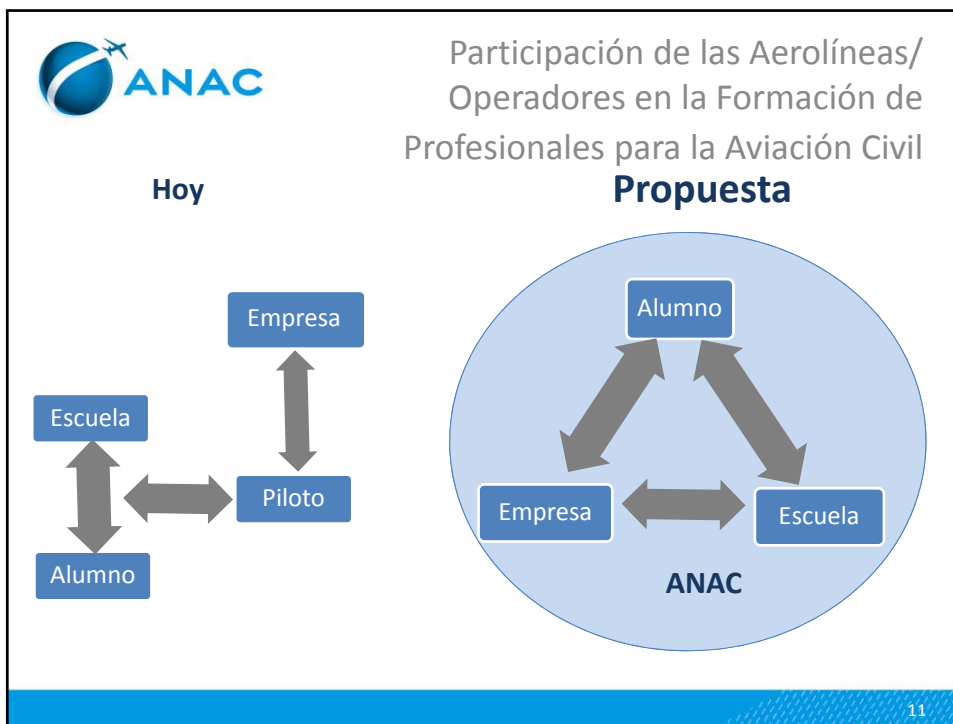 ANAC
Participación de las Aerolíneas/
Operadores en la Formación de
Profesionales para la Aviación Civil
Hoy
Propuesta
Empresa
Escuela
Piloto
Alumno
Alumno
Empresa
Escuela
ANAC
11